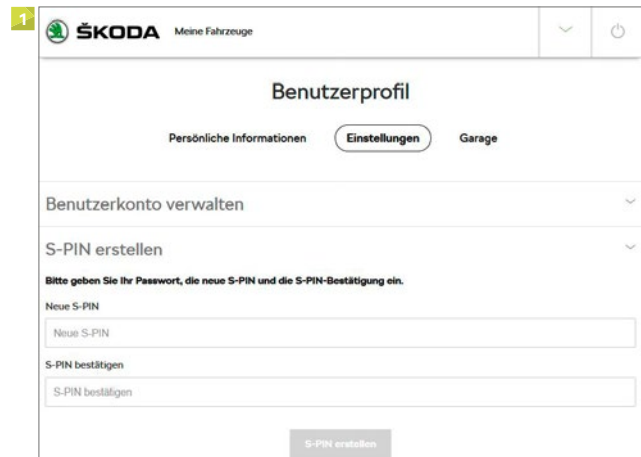 1
ŠKODA Meine Fahrzeuge
Benutzerprofil
Persönliche Informationen Einstellungen Garage
Benutzerkonto verwalten
S-PIN erstellen
Bitte geben Sie Ihr Passwort, die neue S-PIN und die S-PIN-Bestätigung ein.
Neue S-PIN
Neue S-PIN
S-PIN bestätigen
S-PIN bestätigen
S-PIN erstellen